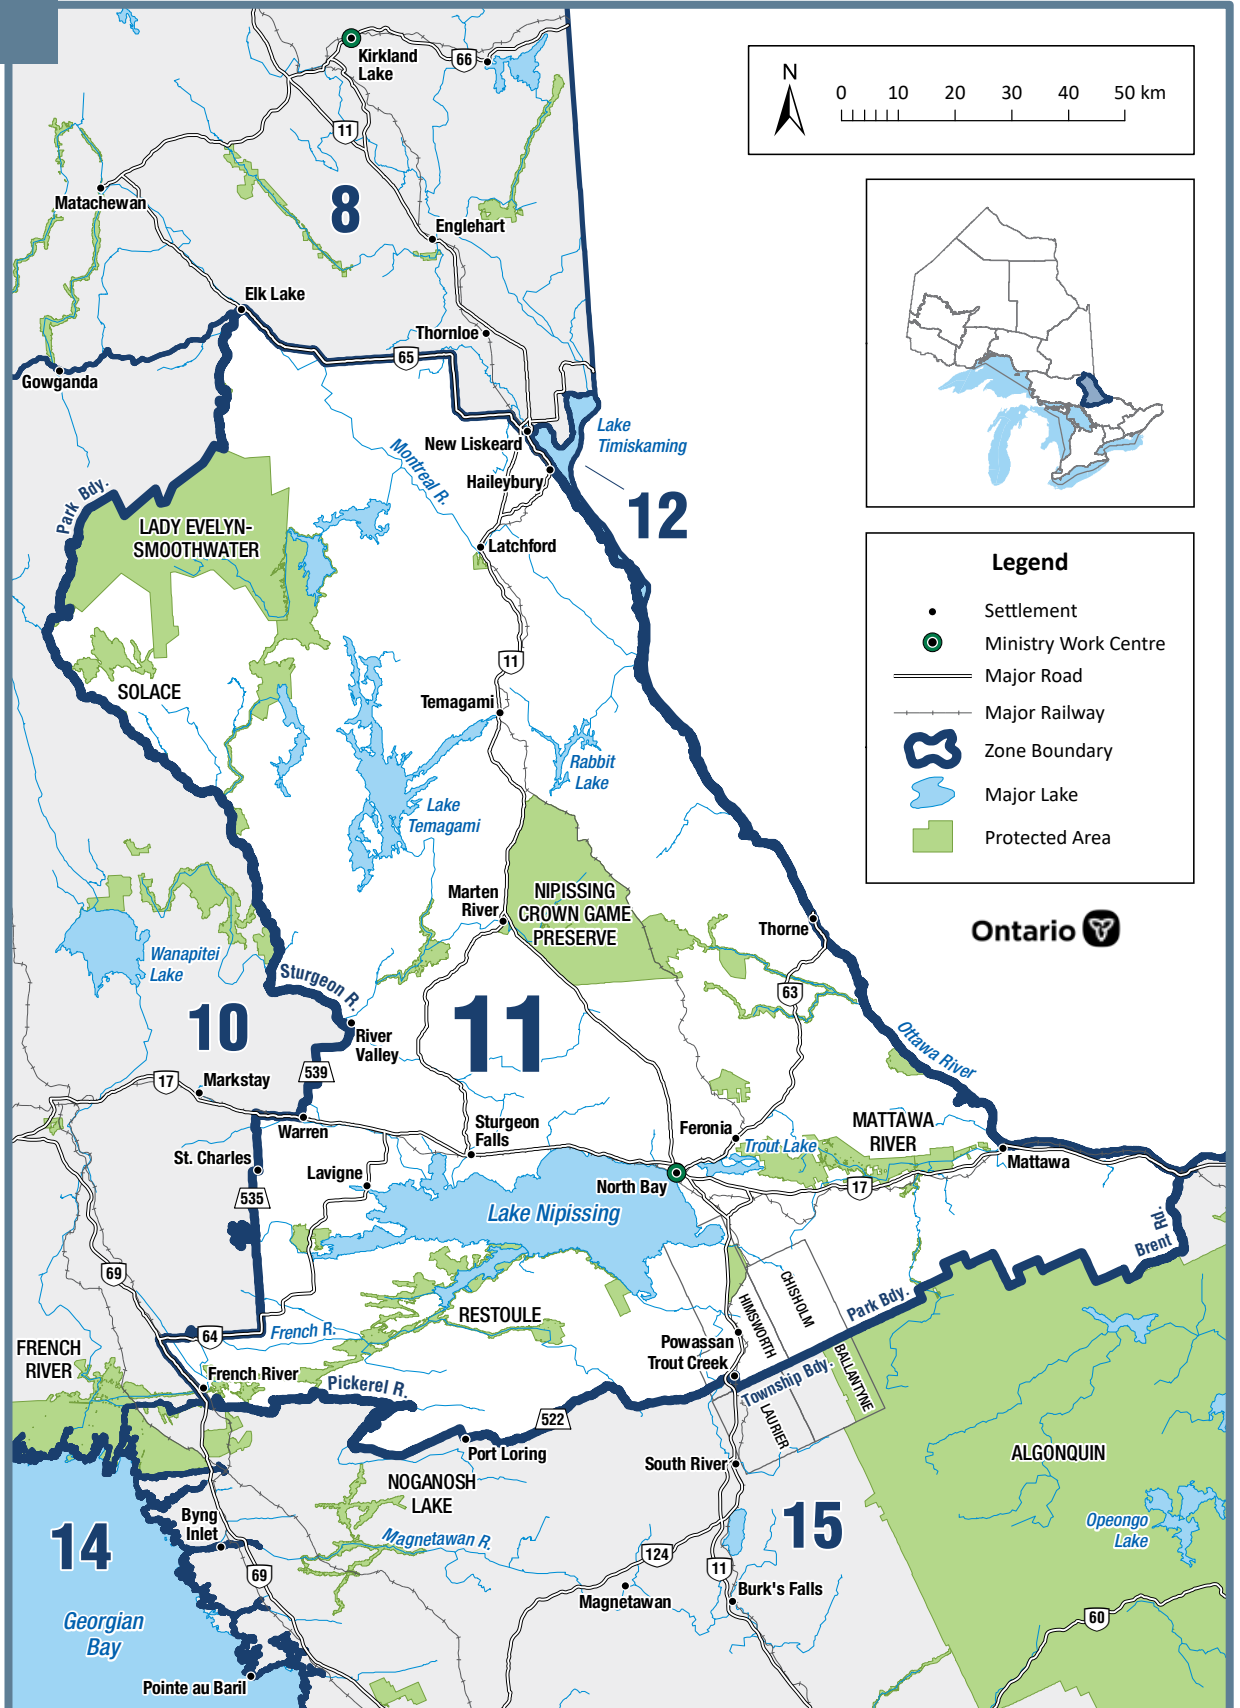 Kirkland
Lake
66
N
0 10 20 30 40 50 km
11
Matachewan
8
Englehart
Elk Lake
Thornloe
65
Gowganda
New Liskeard
Lake
Timiskaming
Montreal R.
Haileybury
12
Park Bdy.
LADY EVELYN-
SMOOTHWATER
Latchford
Legend
Settlement
Ministry Work Centre
Major Road
Major Railway
Zone Boundary
Major Lake
Protected Area
11
SOLACE
Temagami
Rabbit
Lake
Lake
Temagami
Marten
River
NIPISSING
CROWN GAME
PRESERVE
Thorne
Ontario
Wanapitei
Lake
Sturgeon R.
63
10
11
River
Valley
Ottawa River
539
17
Markstay
Warren
Sturgeon
Falls
Feronia
Trout Lake
MATTAWA
RIVER
Mattawa
St. Charles
Lavigne
North Bay
17
535
Lake Nipissing
Brent Rd.
69
CHISHOLM
HIMSWORTH
Park Bdy.
RESTOULE
64
French R.
FRENCH
RIVER
French River
Powassan
Trout Creek
Township Bdy.
BALLANTYNE
LAURIER
Pickerel R.
522
Port Loring
ALGONQUIN
South River
NOGANOSH
LAKE
Byng
Inlet
Magnetawan R.
14
15
Opeongo
Lake
124
11
69
Magnetawan
Burk's Falls
60
Georgian
Bay
Pointe au Baril